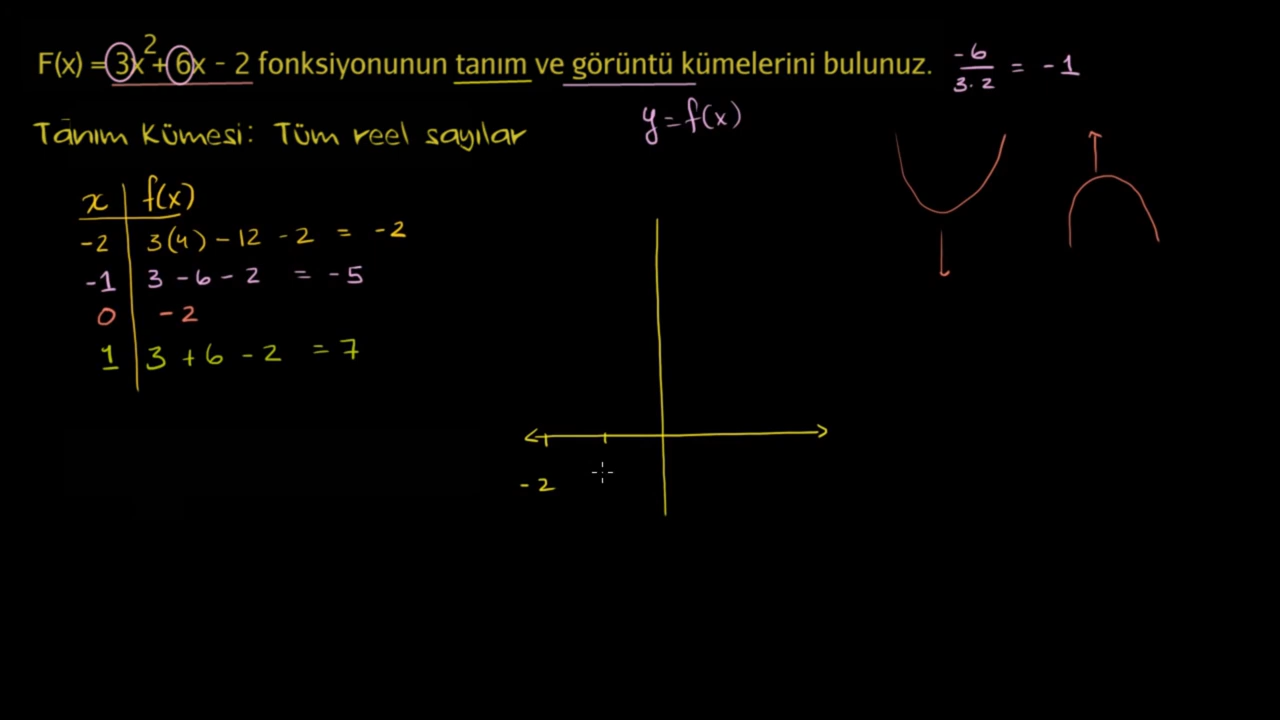 F(x) = 3x² + 6x - 2 fonksiyonunun tanım ve görüntü kümelerini bulunuz.
-6 / 3.2 = -1
Tanım Kümesi: Tüm reel sayılar
y = f(x)
x | f(x)
-2 | 3(4) - 12 - 2 = -2
-1 | 3 - 6 - 2 = -5
0 | -2
1 | 3 + 6 - 2 = 7
-2